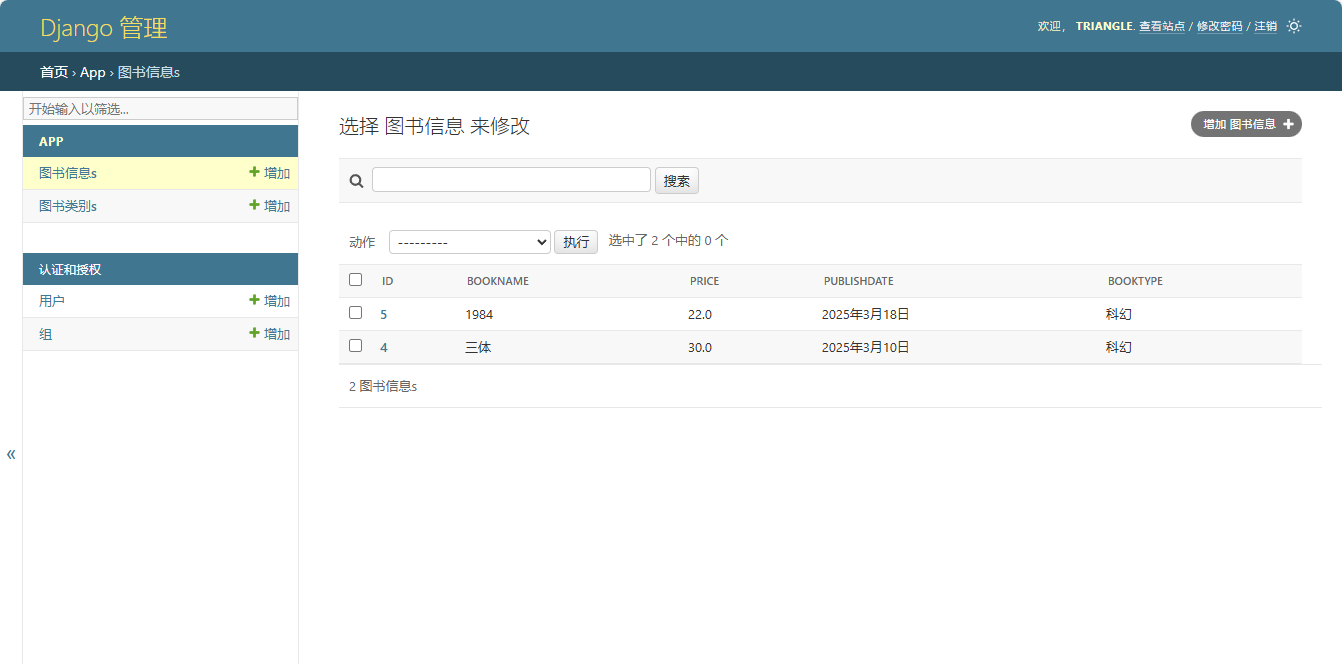 Django 管理
欢迎， TRIANGLE. 查看站点 / 修改密码 / 注销
首页 › App › 图书信息s
开始输入以筛选...
APP
图书信息s 增加
图书类别s 增加
认证和授权
用户 增加
组 增加
«
选择 图书信息 来修改
增加 图书信息
搜索
动作 --------- 执行 选中了 2 个中的 0 个
ID BOOKNAME PRICE PUBLISHDATE BOOKTYPE
5 1984 22.0 2025年3月18日 科幻
4 三体 30.0 2025年3月10日 科幻
2 图书信息s